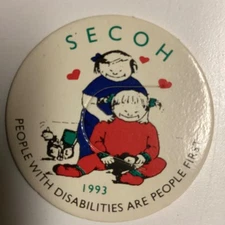 SECOH
1993
PEOPLE WITH DISABILITIES ARE PEOPLE FIRST